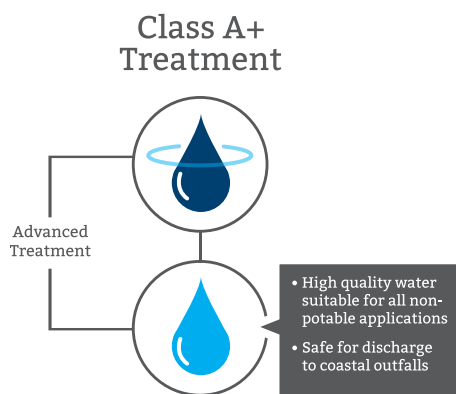 Class A+
Treatment
Advanced
Treatment
• High quality water
suitable for all non-
potable applications
• Safe for discharge
to coastal outfalls